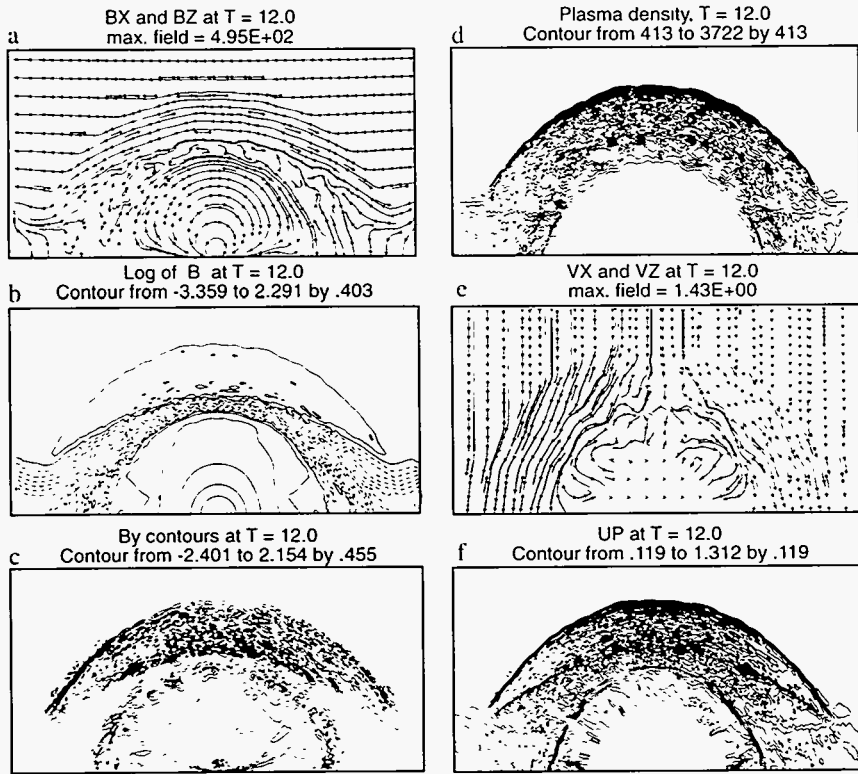 a
BX and BZ at T = 12.0
max. field = 4.95E+02
d
Plasma density, T = 12.0
Contour from 413 to 3722 by 413
b
Log of B at T = 12.0
Contour from -3.359 to 2.291 by .403
e
VX and VZ at T = 12.0
max. field = 1.43E+00
c
By contours at T = 12.0
Contour from -2.401 to 2.154 by .455
f
UP at T = 12.0
Contour from .119 to 1.312 by .119